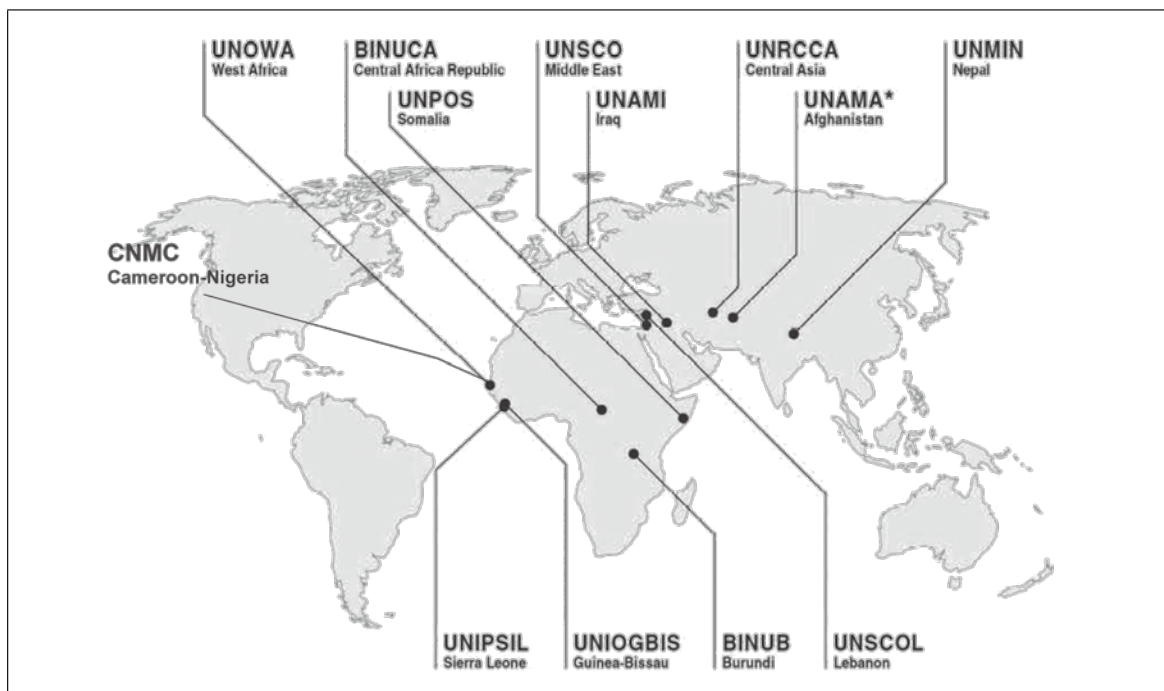 UNOWA
West Africa
BINUCA
Central Africa Republic
UNSCO
Middle East
UNRCCA
Central Asia
UNMIN
Nepal
UNPOS
Somalia
UNAMI
Iraq
UNAMA*
Afghanistan
CNMC
Cameroon-Nigeria
UNIPSIL
Sierra Leone
UNIOGBIS
Guinea-Bissau
BINUB
Burundi
UNSCOL
Lebanon